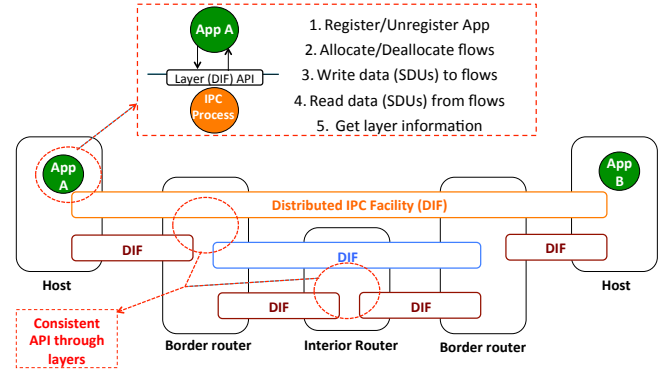 App A
Layer (DIF) API
IPC
Process
1. Register/Unregister App
2. Allocate/Deallocate flows
3. Write data (SDUs) to flows
4. Read data (SDUs) from flows
5. Get layer information
App
A
App
B
Distributed IPC Facility (DIF)
DIF
DIF
DIF
Host
Host
DIF
DIF
Consistent
API through
layers
Border router
Interior Router
Border router